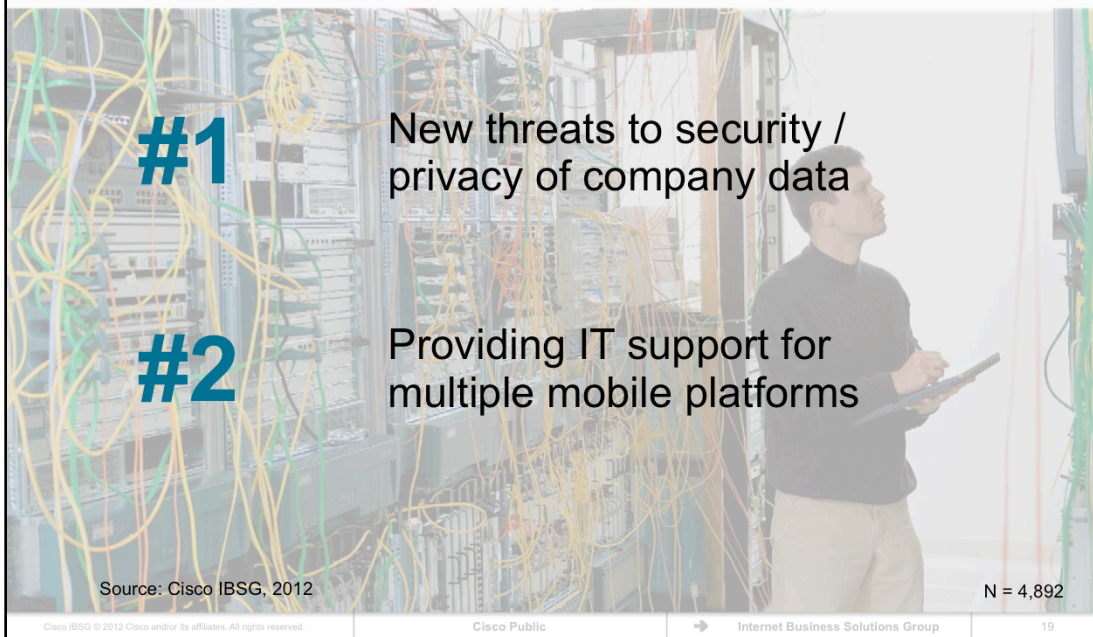 #1
New threats to security /
privacy of company data
#2
Providing IT support for
multiple mobile platforms
Source: Cisco IBSG, 2012
N = 4,892
Cisco IBSG © 2012 Cisco and/or its affiliates. All rights reserved.
Cisco Public
Internet Business Solutions Group
19